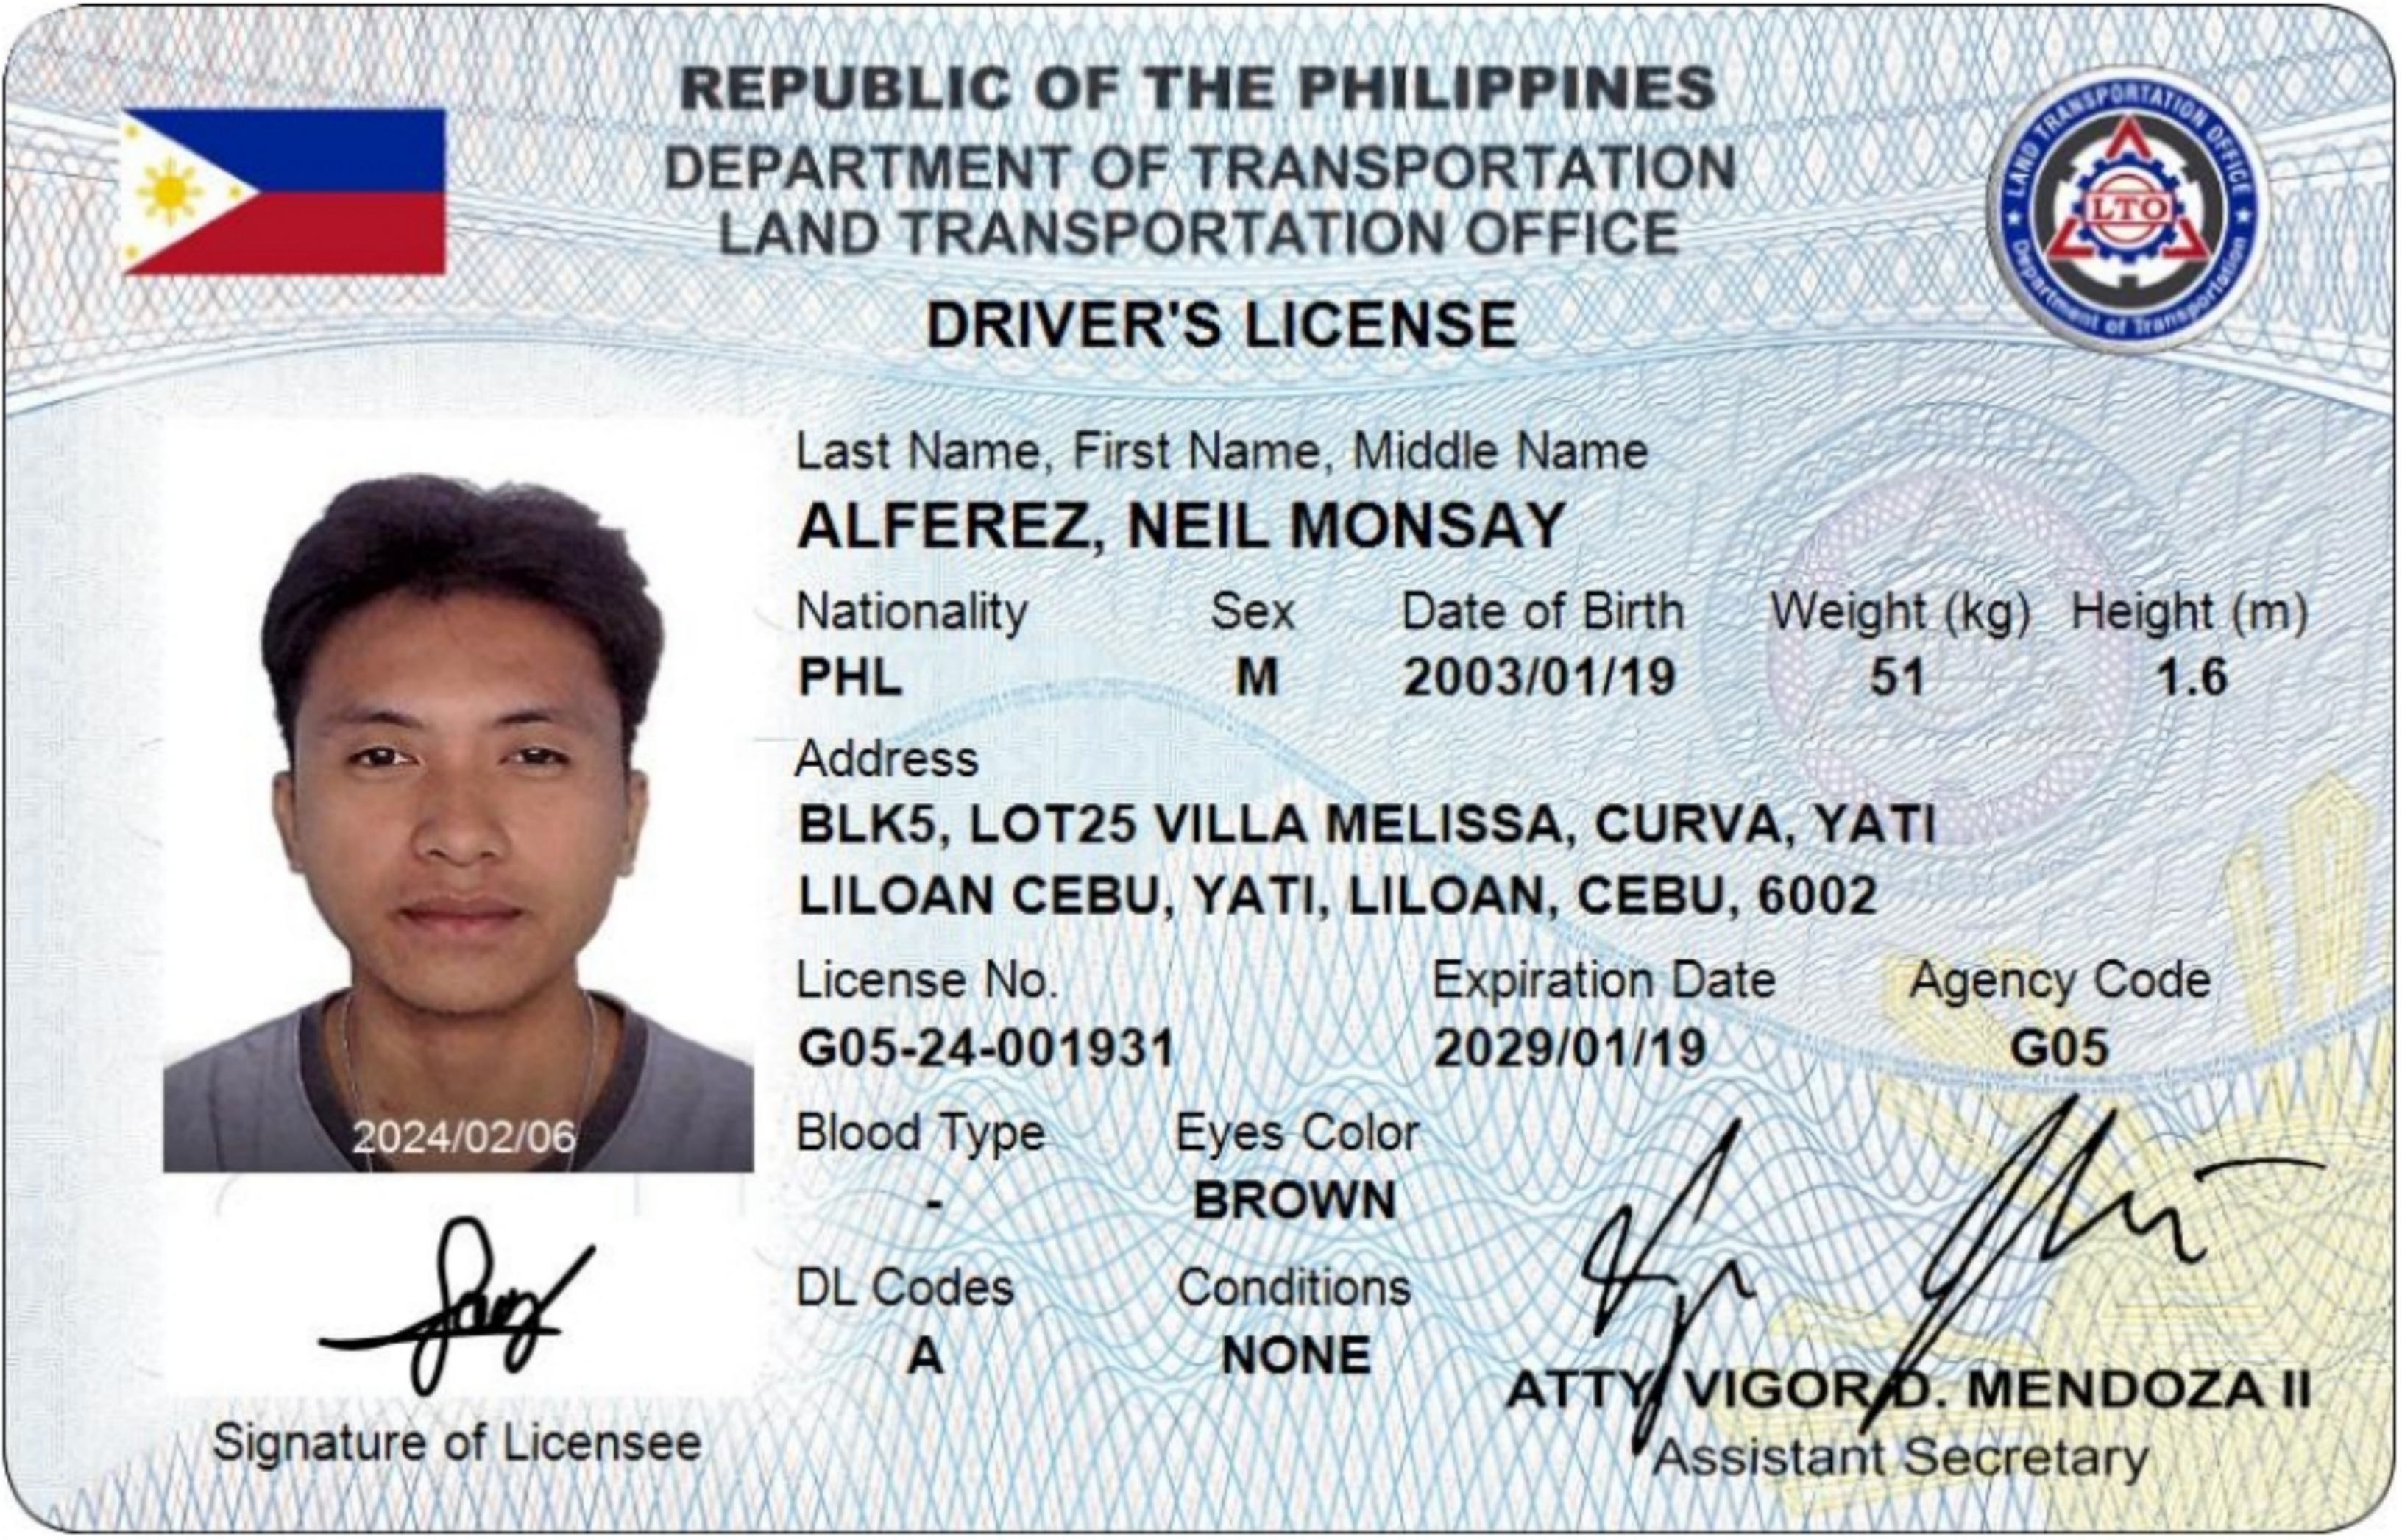 REPUBLIC OF THE PHILIPPINES
DEPARTMENT OF TRANSPORTATION
LAND TRANSPORTATION OFFICE
DRIVER'S LICENSE
LAND TRANSPORTATION OFFICE
LTO
Department of Transportation
Last Name, First Name, Middle Name
ALFEREZ, NEIL MONSAY
Nationality Sex Date of Birth Weight (kg) Height (m)
PHL M 2003/01/19 51 1.6
Address
BLK5, LOT25 VILLA MELISSA, CURVA, YATI
LILOAN CEBU, YATI, LILOAN, CEBU, 6002
License No. Expiration Date Agency Code
G05-24-001931 2029/01/19 G05
2024/02/06
Blood Type Eyes Color
- BROWN
DL Codes Conditions
A NONE
Signature of Licensee
ATTY VIGOR D. MENDOZA II
Assistant Secretary